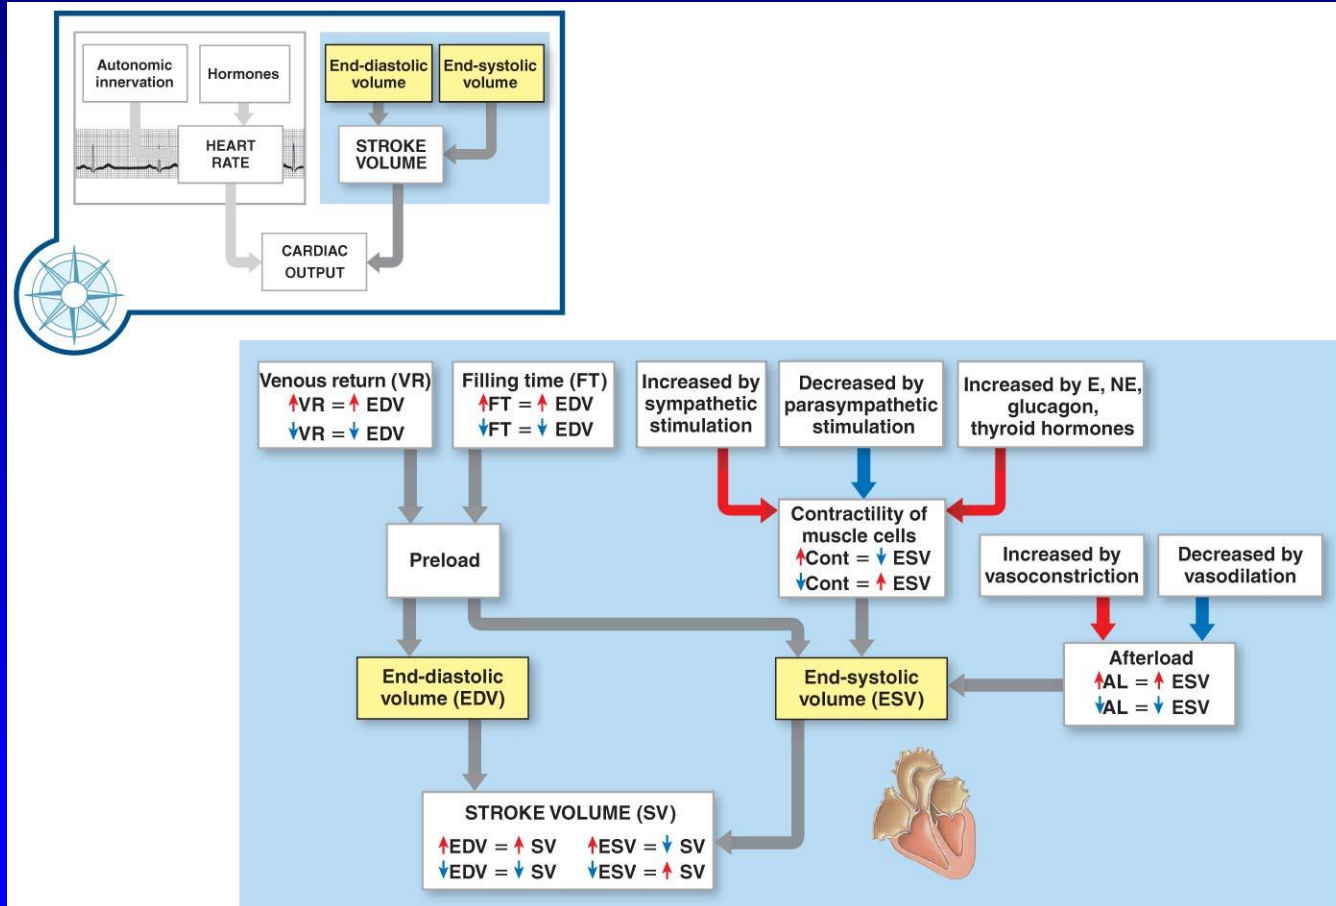 Autonomic
innervation
Hormones
HEART
RATE
End-diastolic
volume
End-systolic
volume
STROKE
VOLUME
CARDIAC
OUTPUT
Venous return (VR)
↑VR = ↑ EDV
↓VR = ↓ EDV
Filling time (FT)
↑FT = ↑ EDV
↓FT = ↓ EDV
Increased by
sympathetic
stimulation
Decreased by
parasympathetic
stimulation
Increased by E, NE,
glucagon,
thyroid hormones
Preload
Contractility of
muscle cells
↑Cont = ↓ ESV
↓Cont = ↑ ESV
Increased by
vasoconstriction
Decreased by
vasodilation
End-diastolic
volume (EDV)
End-systolic
volume (ESV)
Afterload
↑AL = ↑ ESV
↓AL = ↓ ESV
STROKE VOLUME (SV)
↑EDV = ↑ SV ↑ESV = ↓ SV
↓EDV = ↓ SV ↓ESV = ↑ SV